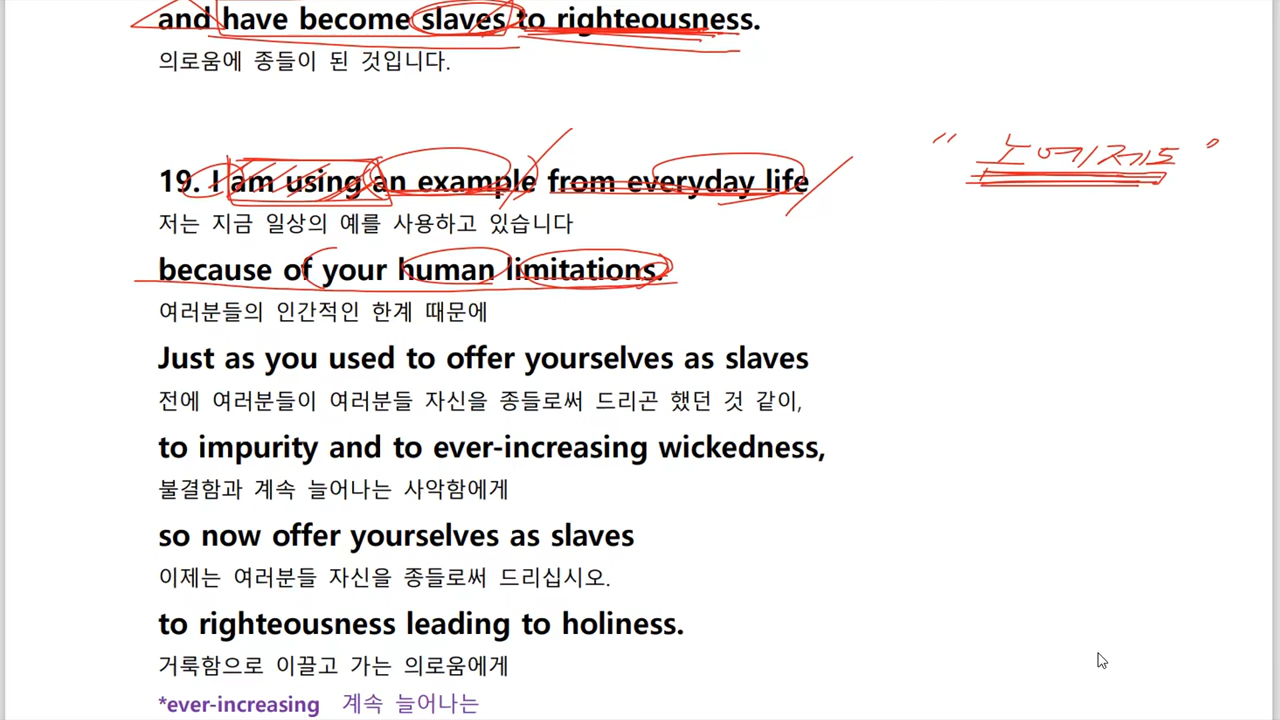 and have become slaves to righteousness.
의로움에 종들이 된 것입니다.
" 노예제도 "
19. I am using an example from everyday life
저는 지금 일상의 예를 사용하고 있습니다
because of your human limitations.
여러분들의 인간적인 한계 때문에
Just as you used to offer yourselves as slaves
전에 여러분들이 여러분들 자신을 종들로써 드리곤 했던 것 같이,
to impurity and to ever-increasing wickedness,
불결함과 계속 늘어나는 사악함에게
so now offer yourselves as slaves
이제는 여러분들 자신을 종들로써 드리십시오.
to righteousness leading to holiness.
거룩함으로 이끌고 가는 의로움에게
*ever-increasing 계속 늘어나는